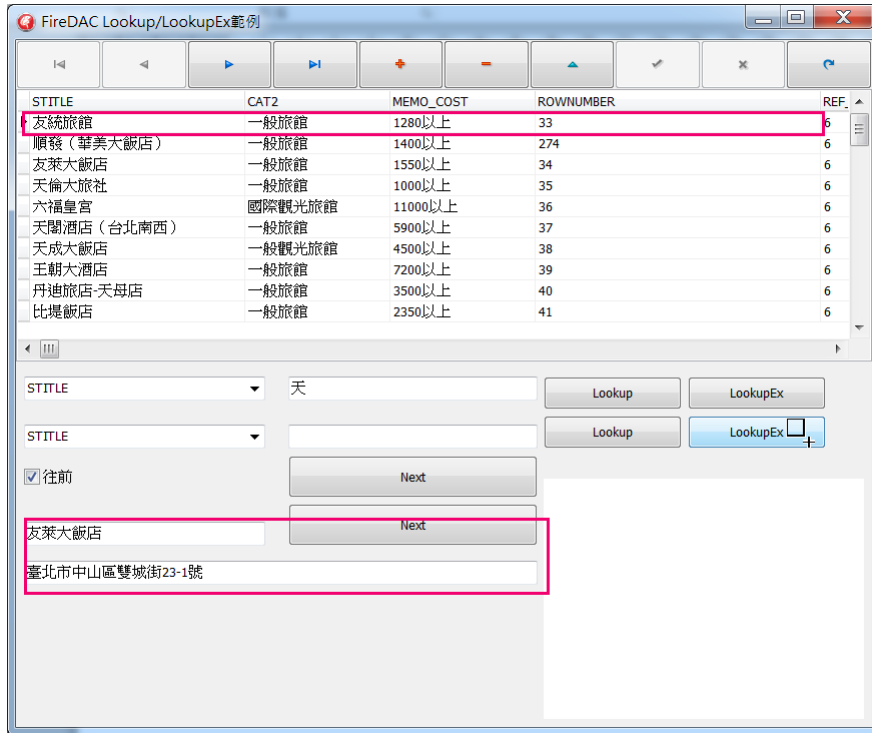 FireDAC Lookup/LookupEx範例
STITLE CAT2 MEMO_COST ROWNUMBER REF_
友統旅館 一般旅館 1280以上 33 6
順發（華美大飯店） 一般旅館 1400以上 274 6
友萊大飯店 一般旅館 1550以上 34 6
天倫大旅社 一般旅館 1000以上 35 6
六福皇宮 國際觀光旅館 11000以上 36 6
天閣酒店（台北南西） 一般旅館 5900以上 37 6
天成大飯店 一般觀光旅館 4500以上 38 6
王朝大酒店 一般旅館 7200以上 39 6
丹迪旅店-天母店 一般旅館 3500以上 40 6
比堤飯店 一般旅館 2350以上 41 6
STITLE 天 Lookup LookupEx
STITLE Lookup LookupEx
往前 Next
友萊大飯店 Next
臺北市中山區雙城街23-1號